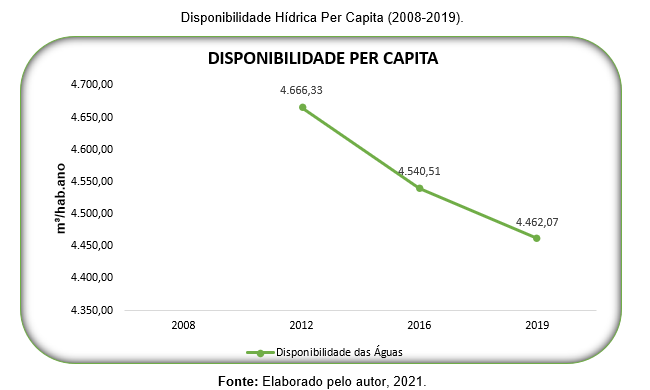 Disponibilidade Hídrica Per Capita (2008-2019).
DISPONIBILIDADE PER CAPITA
4.700,00
4.650,00
4.600,00
4.550,00
4.500,00
4.450,00
4.400,00
4.350,00
m³/hab.ano
4.666,33
4.540,51
4.462,07
2008 2012 2016 2019
Disponibilidade das Águas
Fonte: Elaborado pelo autor, 2021.